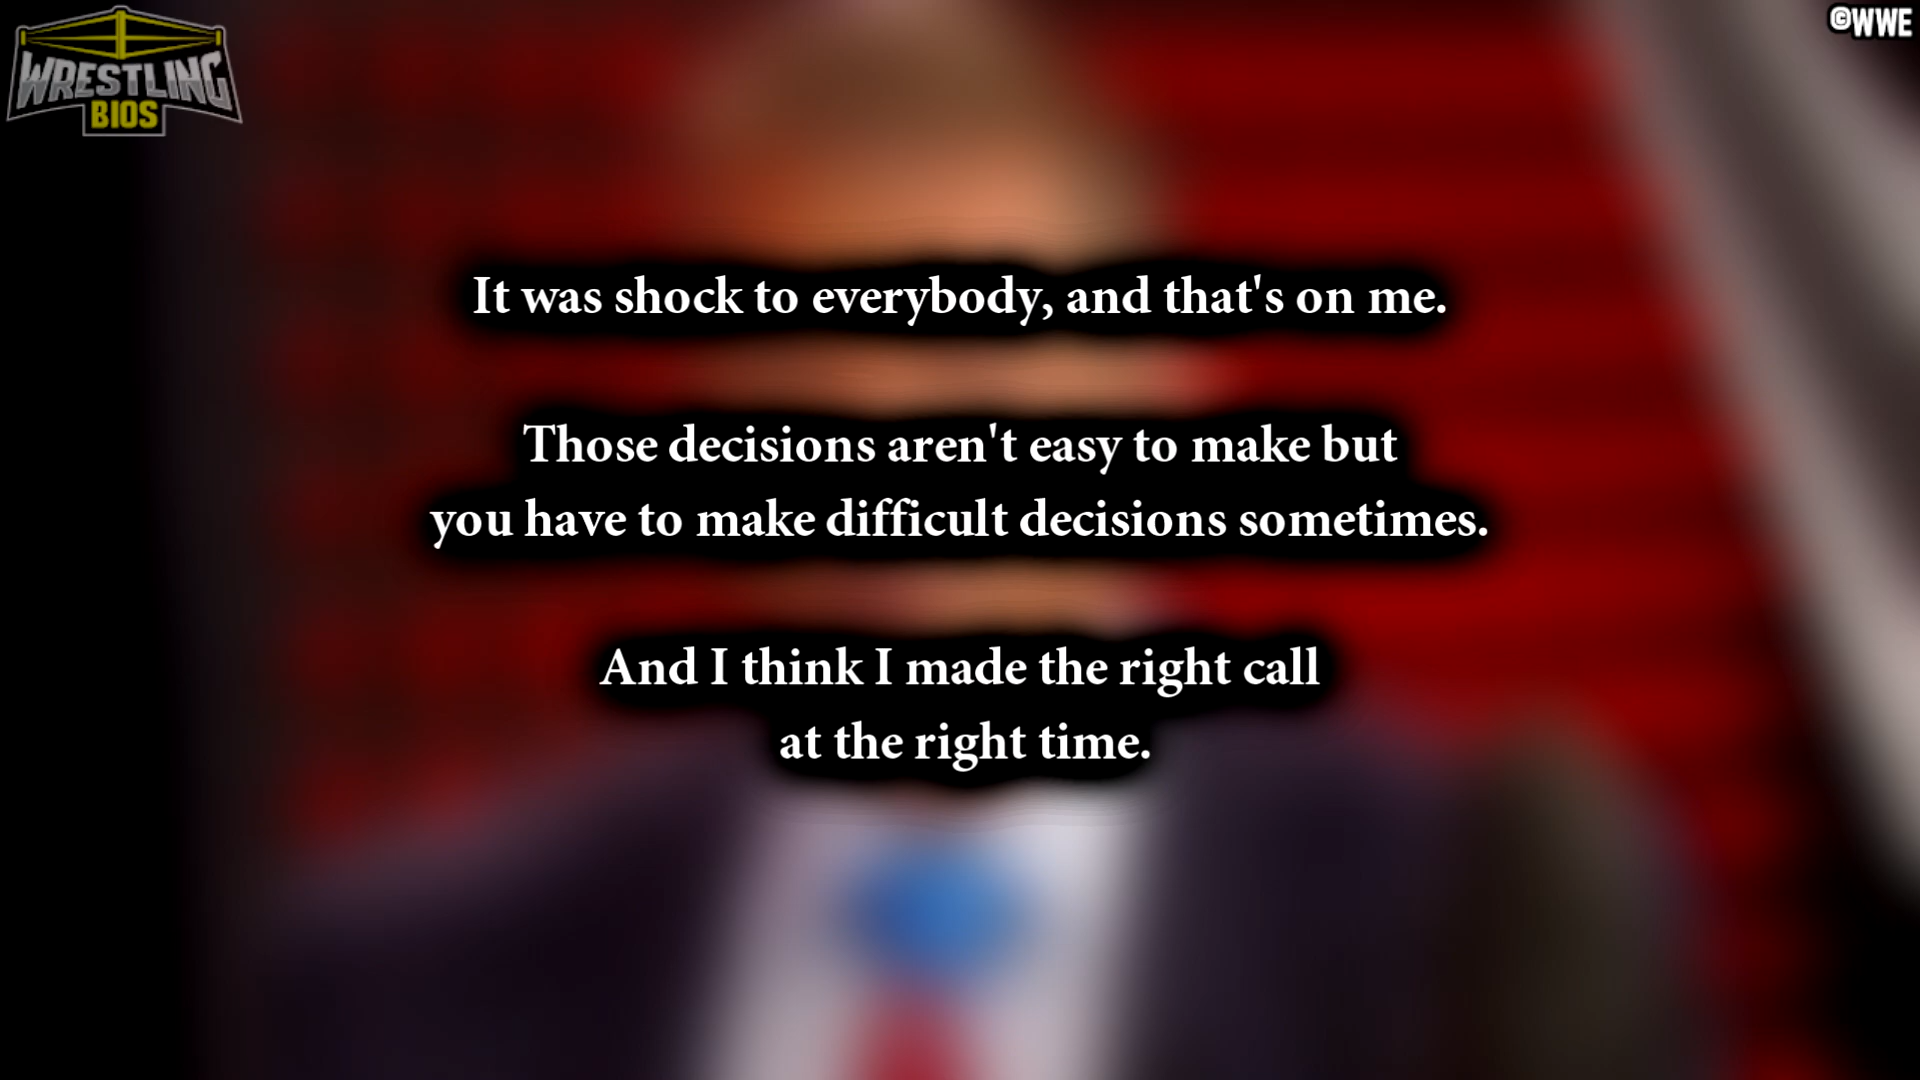 WRESTLING
BIOS
©WWE
It was shock to everybody, and that's on me.
Those decisions aren't easy to make but
you have to make difficult decisions sometimes.
And I think I made the right call
at the right time.